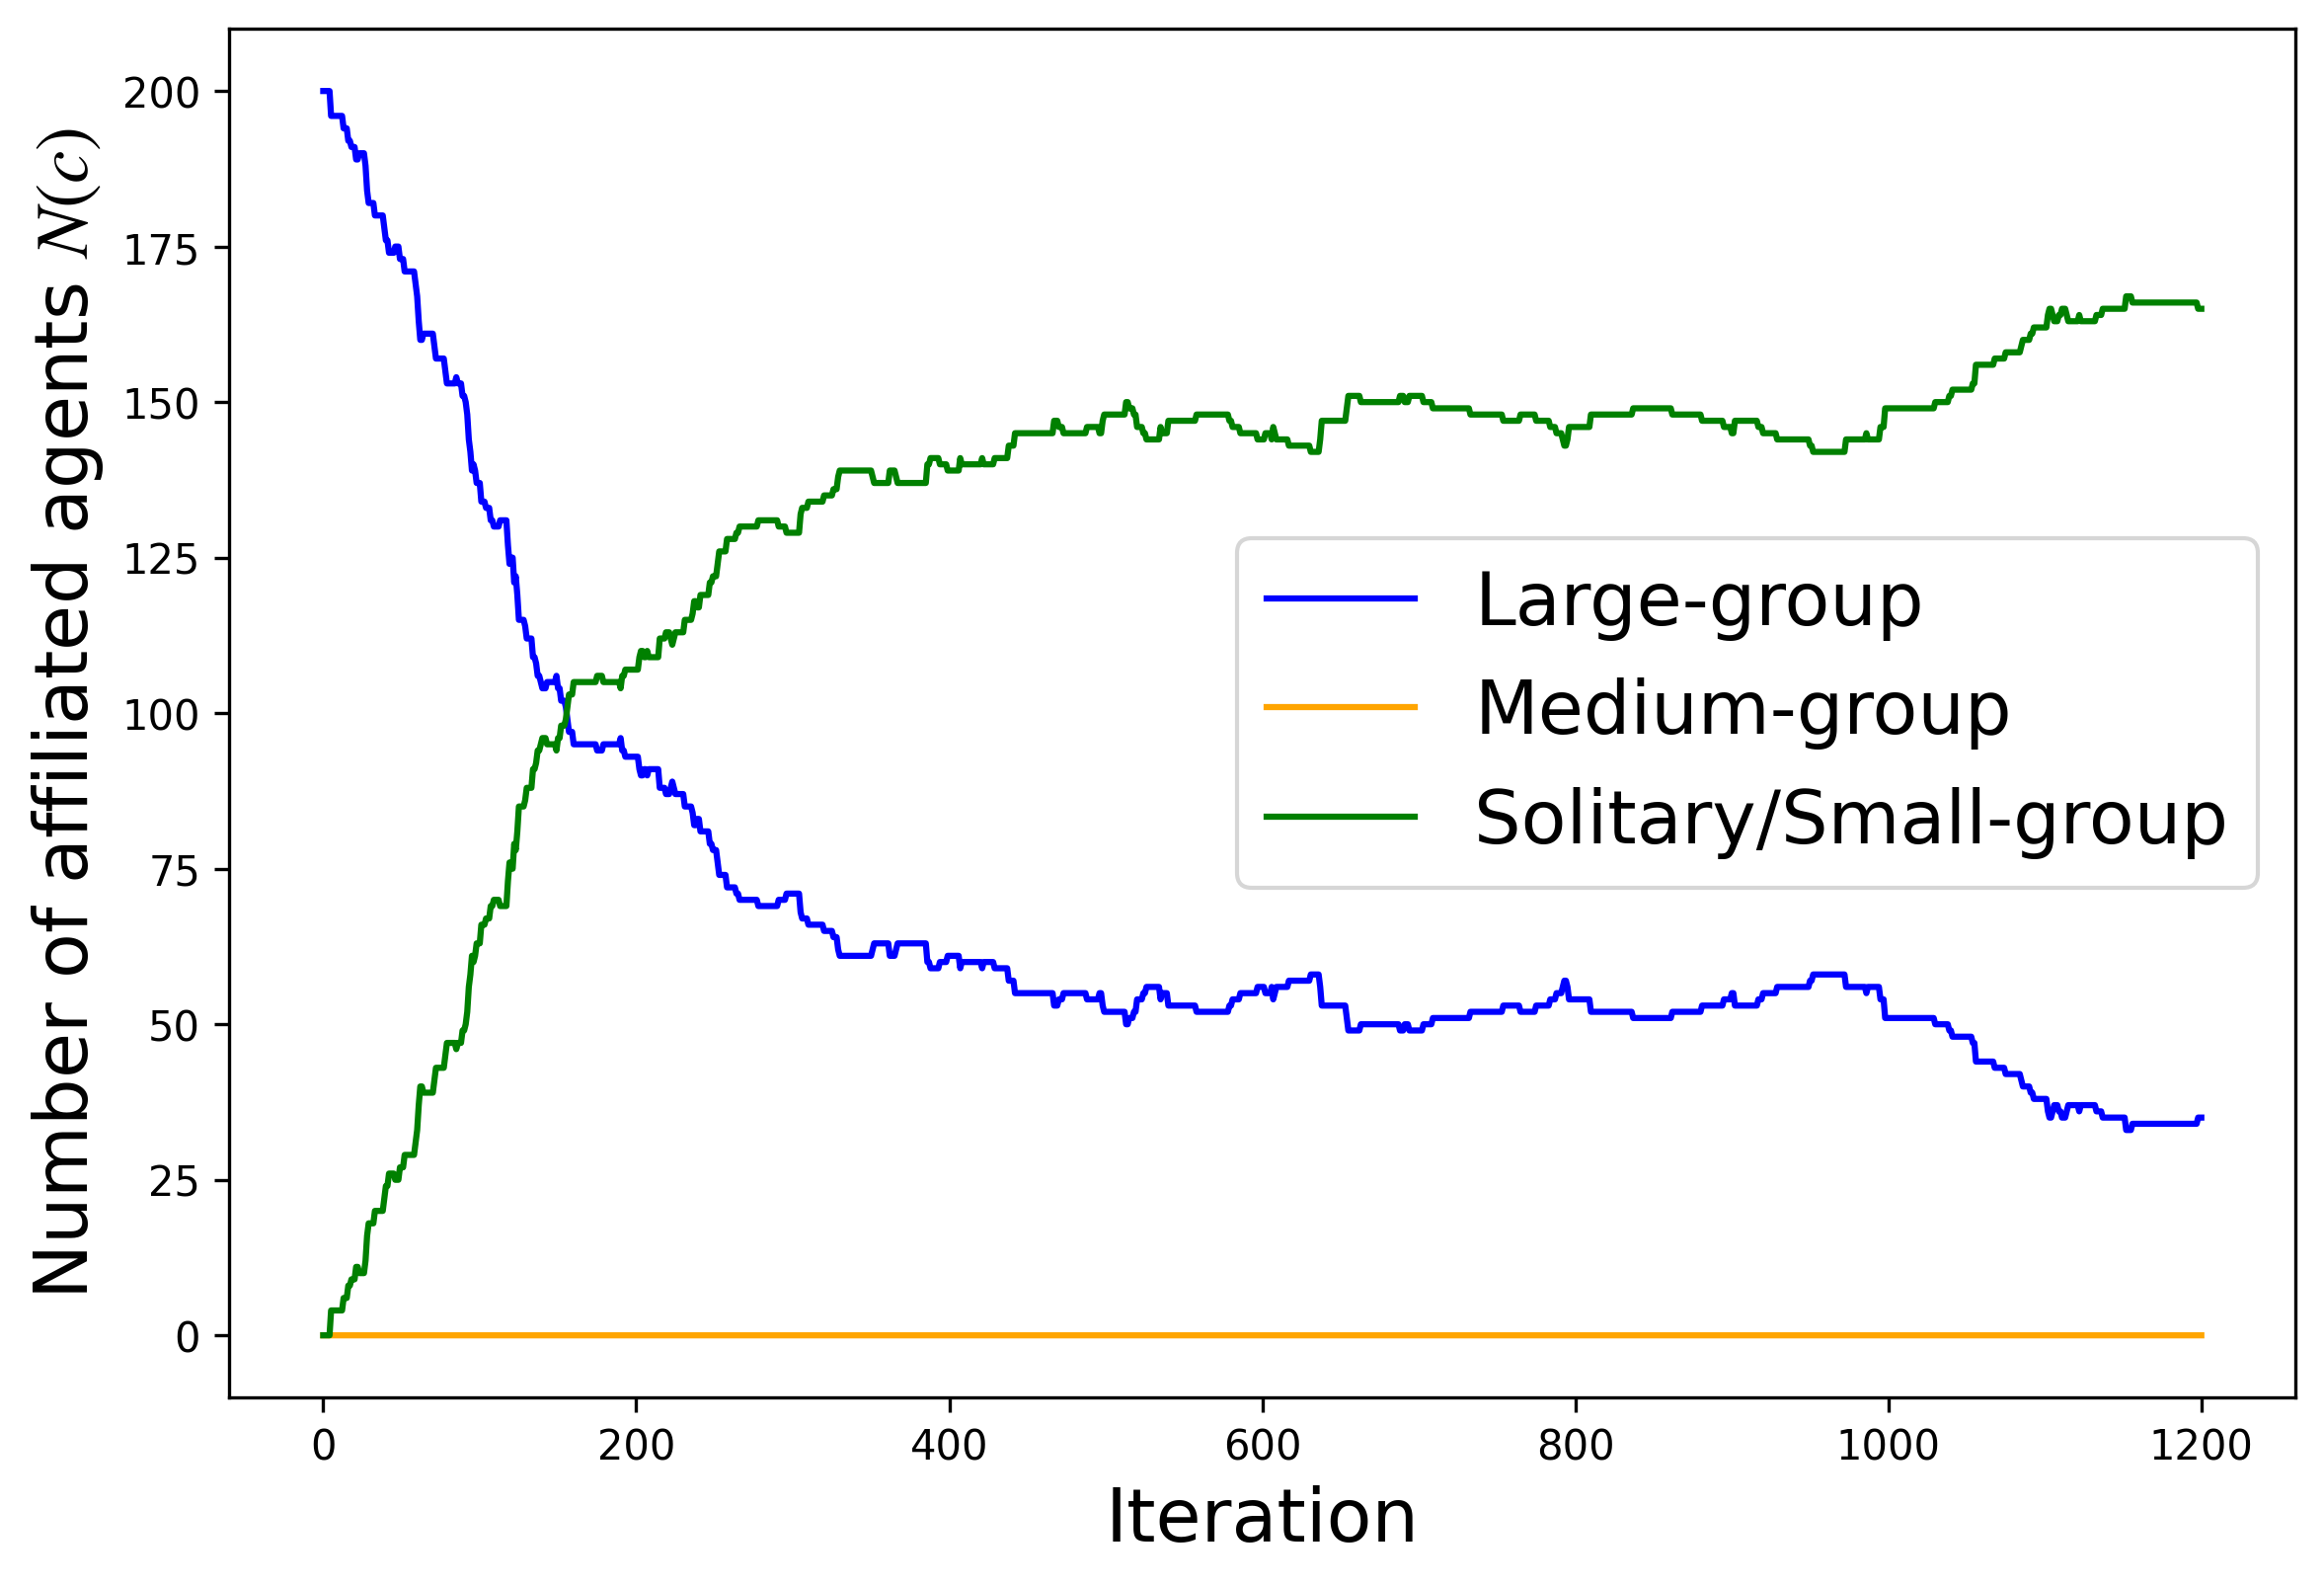 Number of affiliated agents N(c)
200
175
150
125
100
75
50
25
0
Large-group
Medium-group
Solitary/Small-group
0 200 400 600 800 1000 1200
Iteration